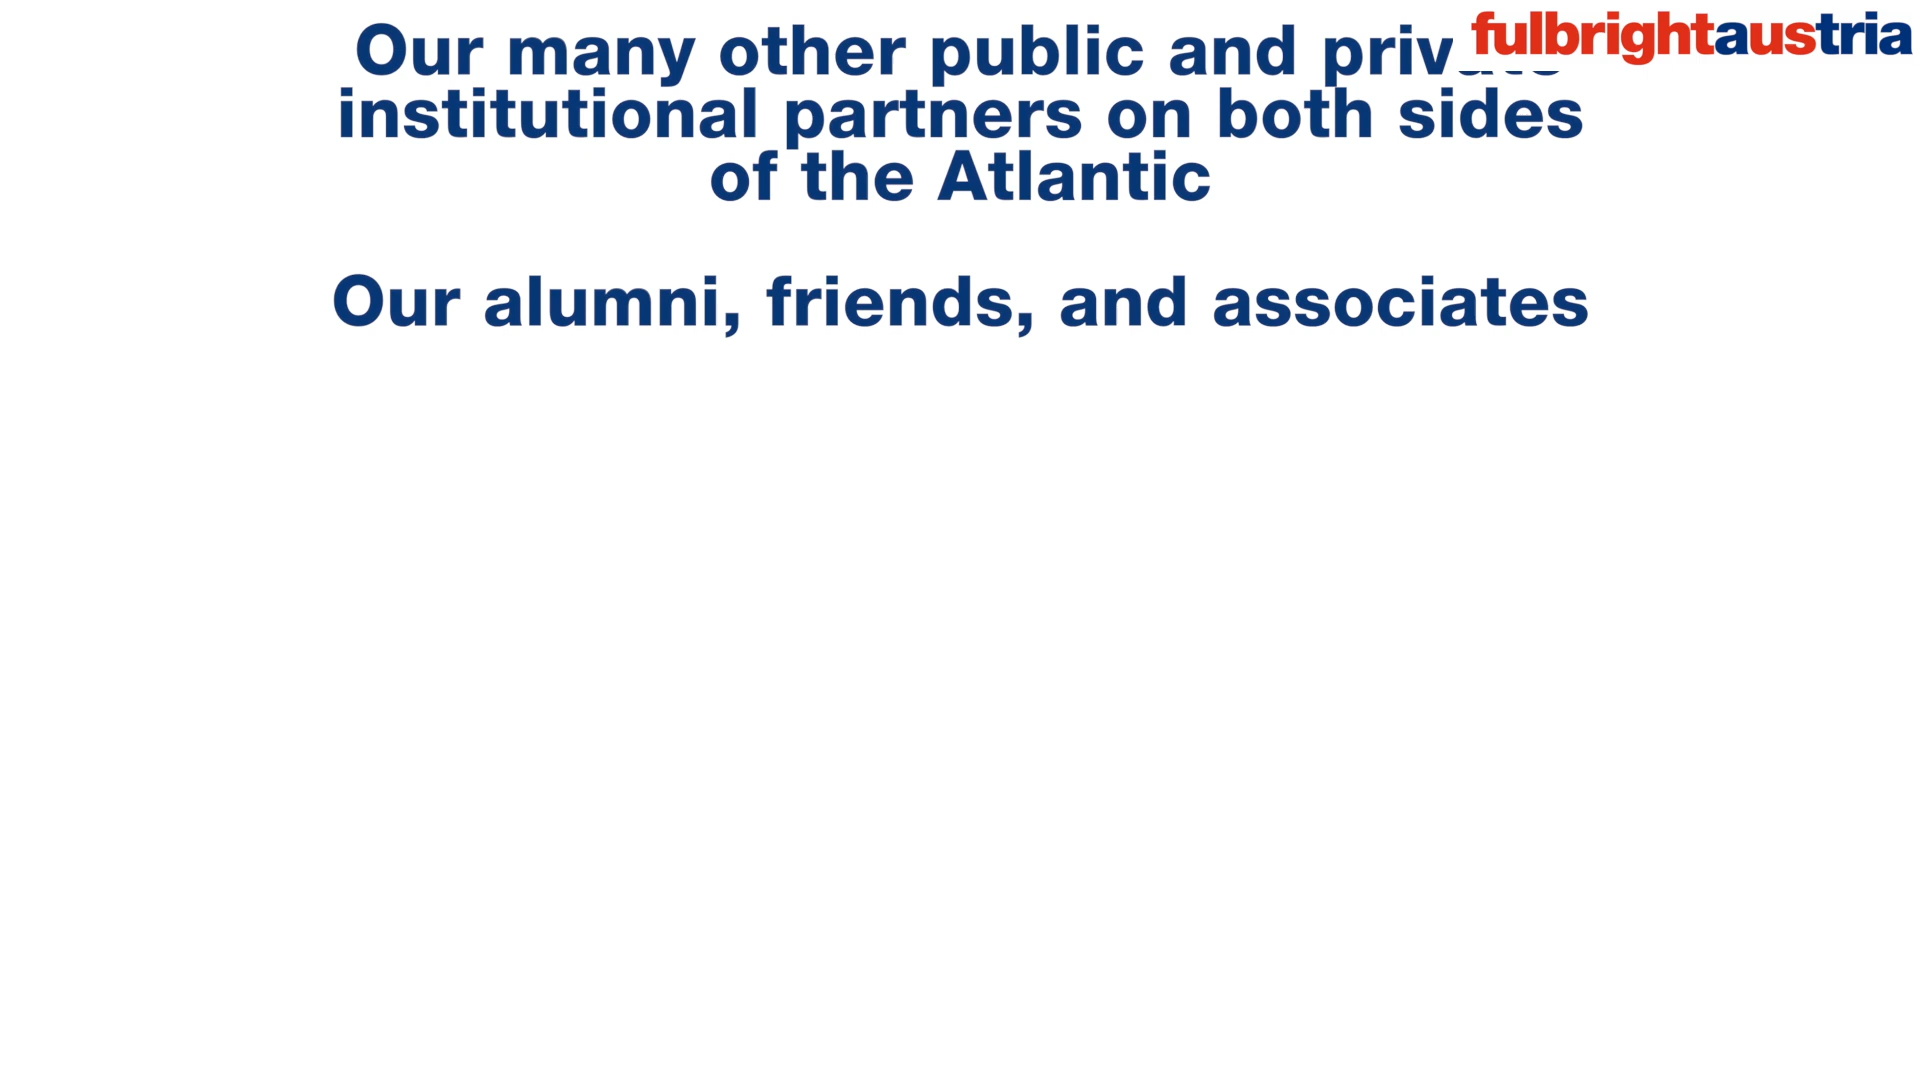 Our many other public and priv
fulbrightaustria
institutional partners on both sides
of the Atlantic
Our alumni, friends, and associates